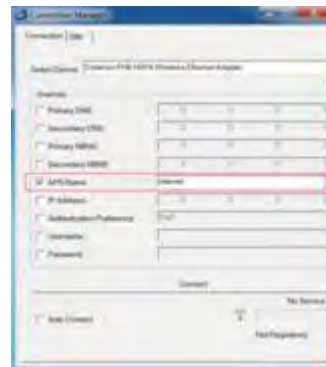 Connection Manager
Connection
Select Device
Primary DNS
Secondary DNS
Primary NBNS
Secondary NBNS
APN Name internet
IP Address
Authentication Preference
Username
Password
Connect
No Service
Auto Connect
Not Registered